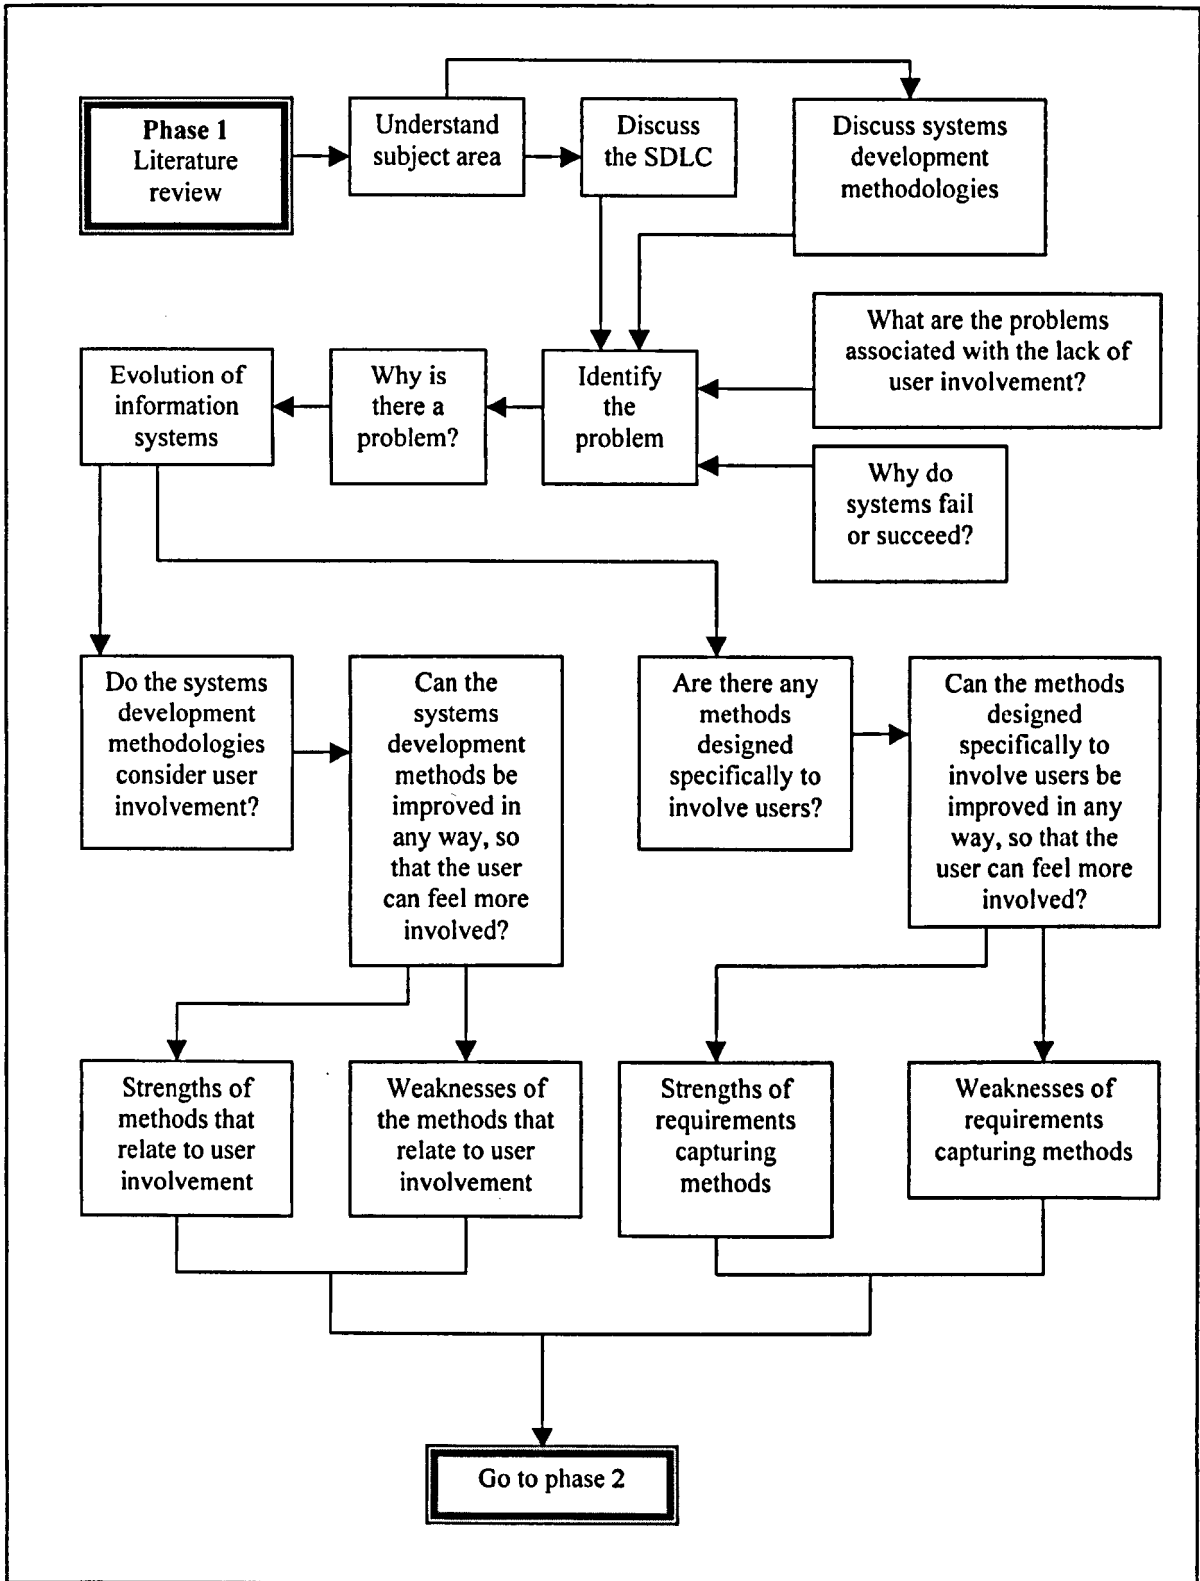 Phase 1
Literature
review
Understand
subject area
Discuss
the SDLC
Discuss systems
development
methodologies
What are the problems
associated with the lack of
user involvement?
Evolution of
information
systems
Why is
there a
problem?
Identify
the
problem
Why do
systems fail
or succeed?
Do the systems
development
methodologies
consider user
involvement?
Can the
systems
development
methods be
improved in
any way, so
that the user
can feel more
involved?
Are there any
methods
designed
specifically to
involve users?
Can the methods
designed
specifically to
involve users be
improved in any
way, so that the
user can feel more
involved?
Strengths of
methods that
relate to user
involvement
Weaknesses of
the methods that
relate to user
involvement
Strengths of
requirements
capturing
methods
Weaknesses of
requirements
capturing methods
Go to phase 2